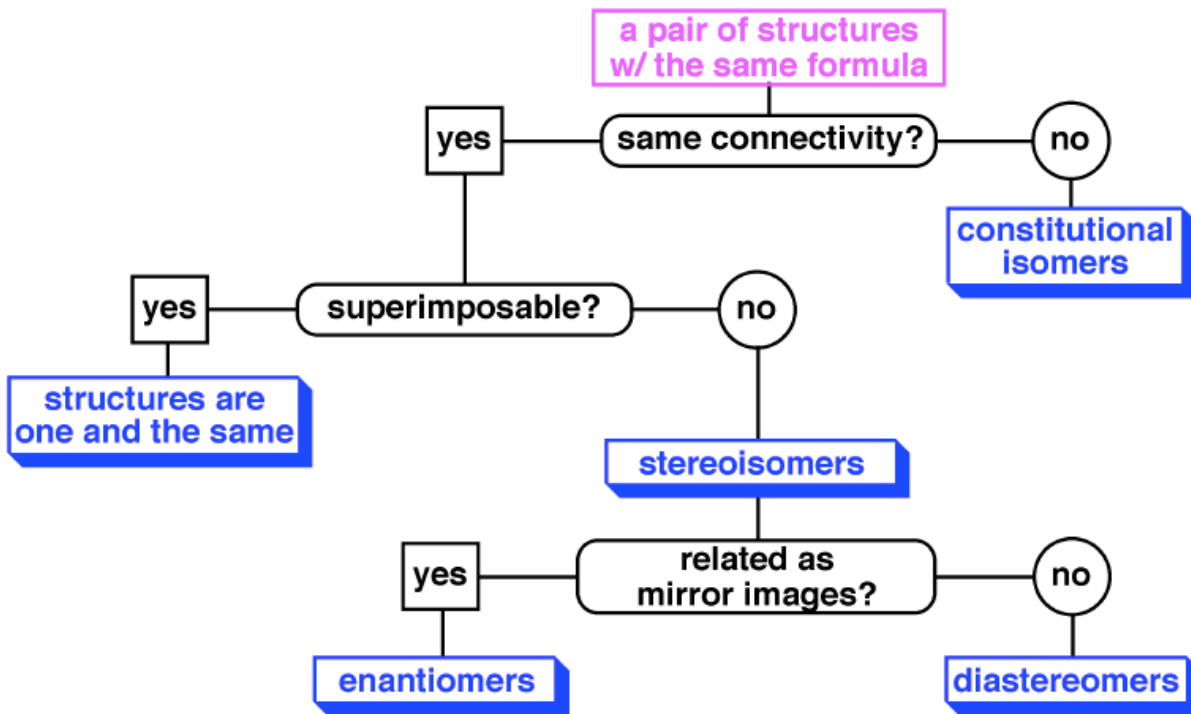 a pair of structures
w/ the same formula
yes
same connectivity?
no
constitutional
isomers
yes
superimposable?
no
structures are
one and the same
stereoisomers
yes
related as
mirror images?
no
enantiomers
diastereomers